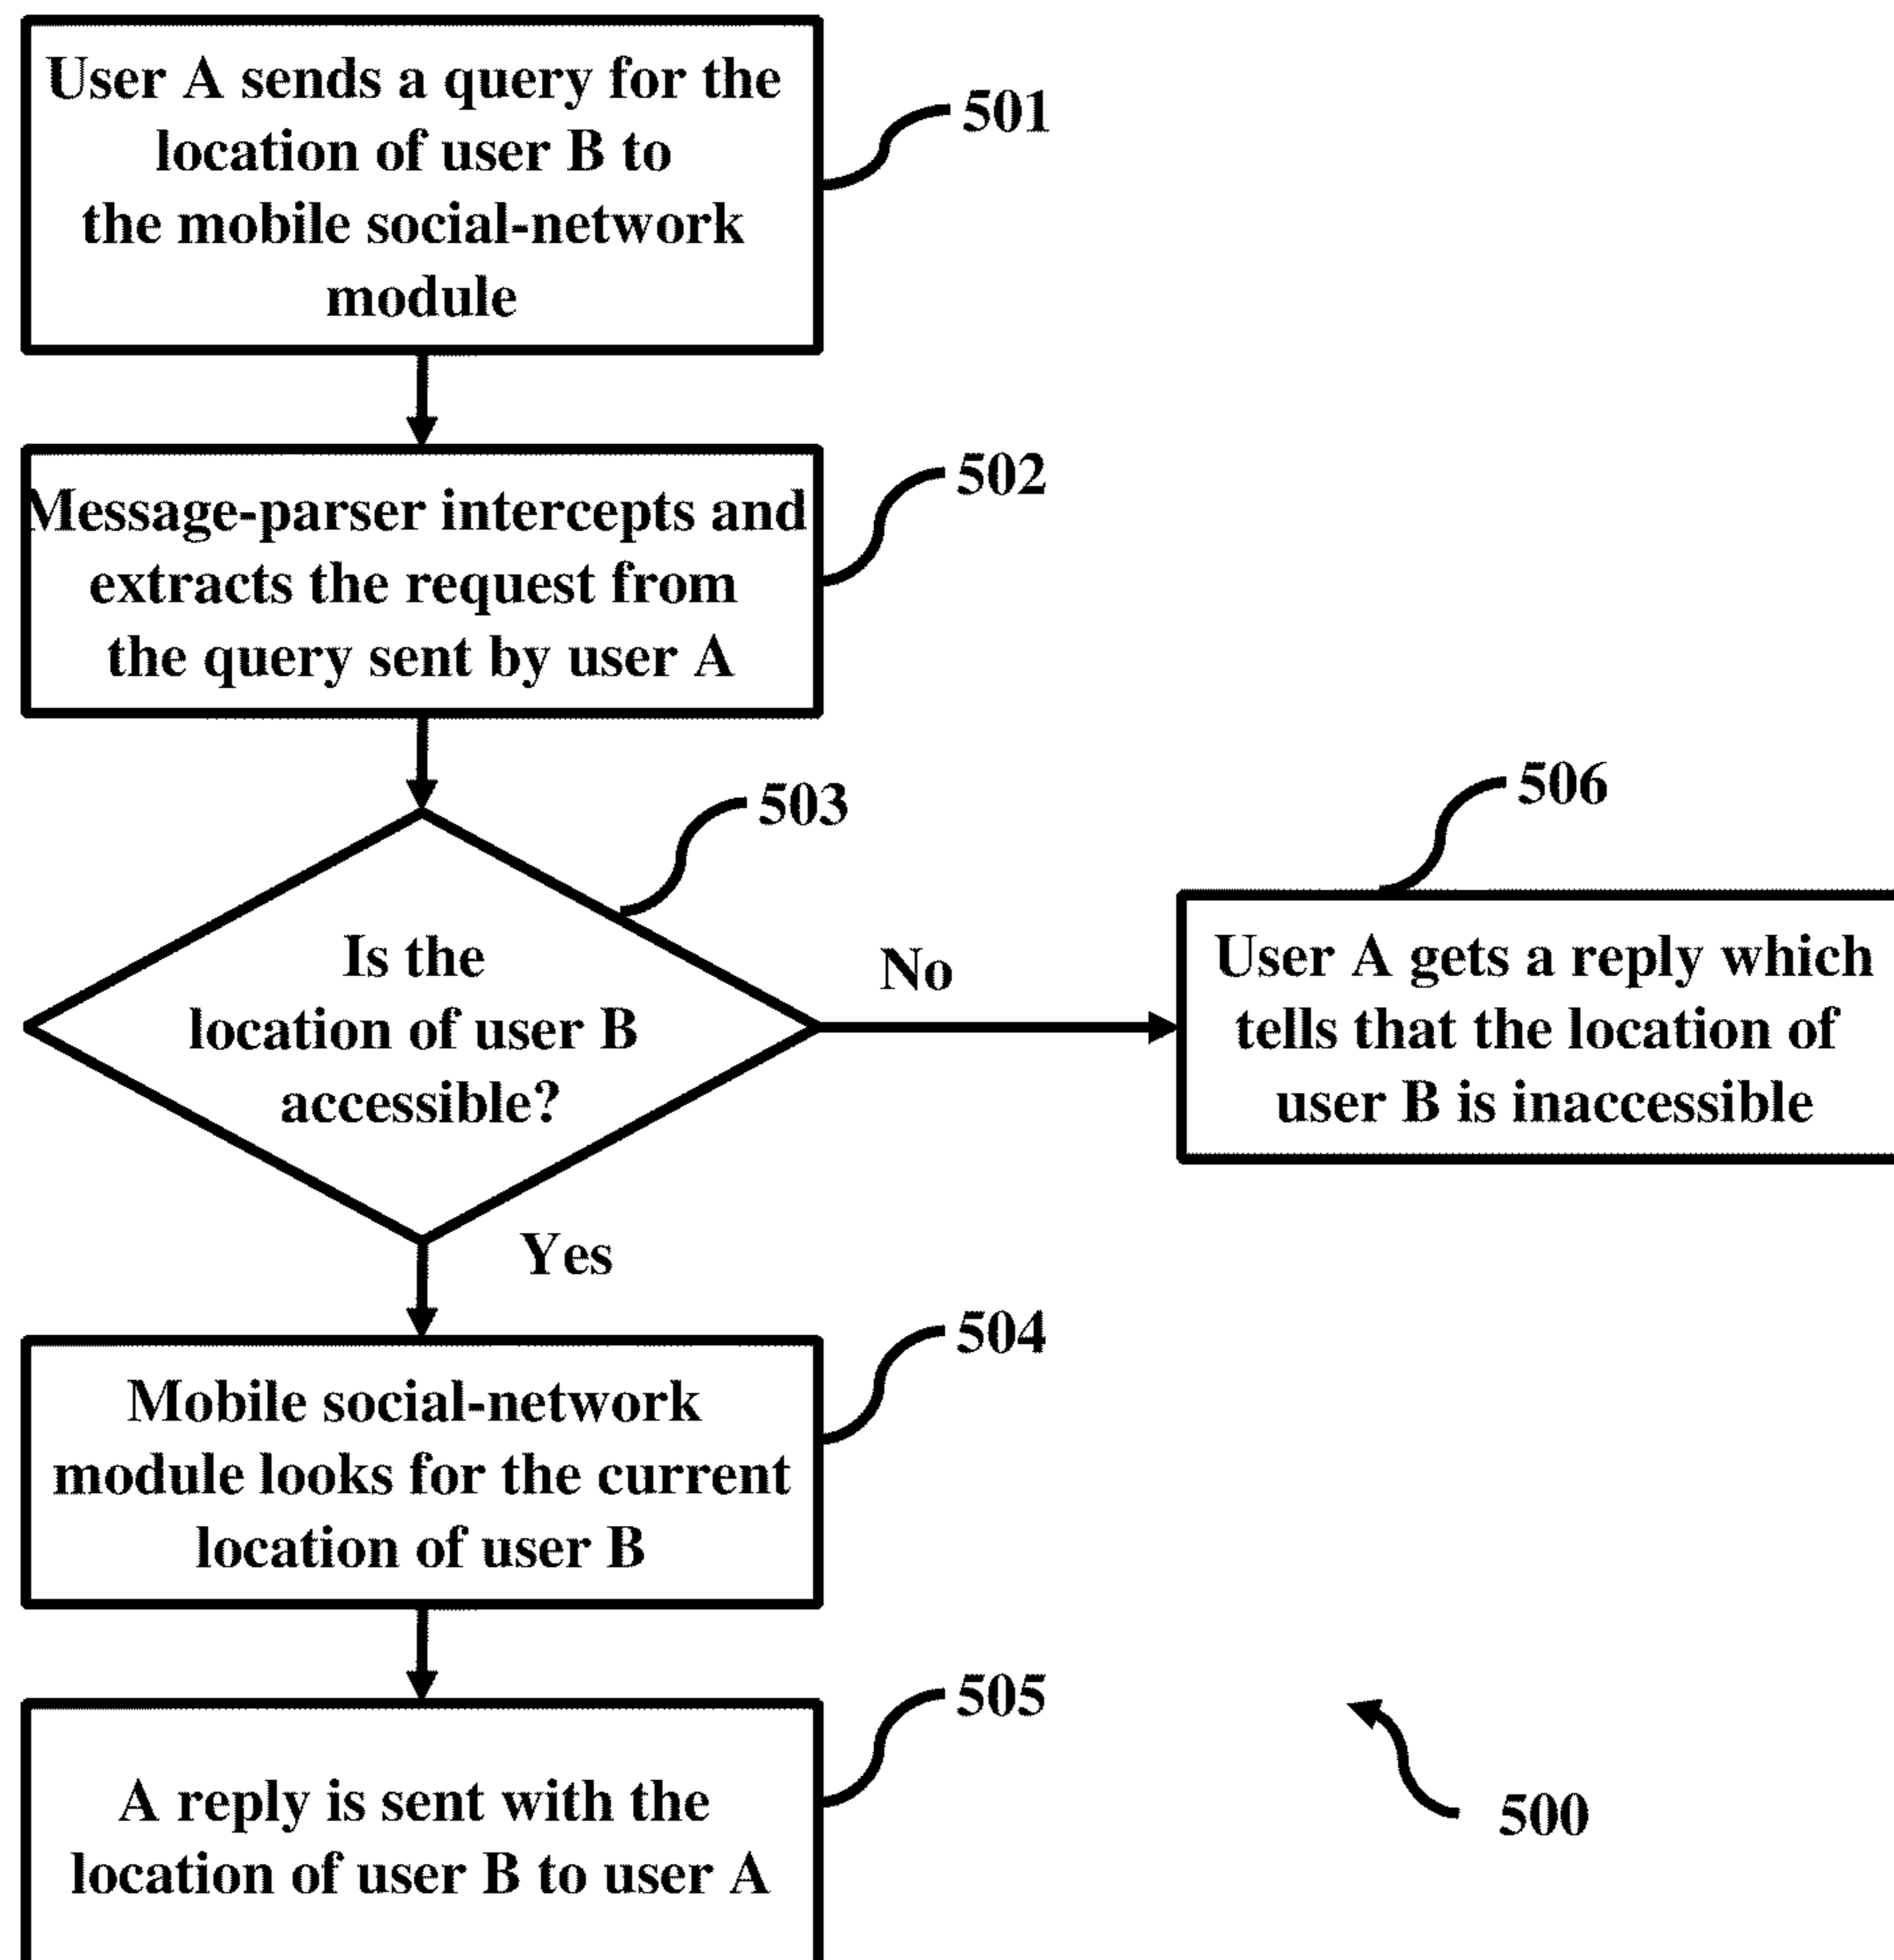 User A sends a query for the
location of user B to
the mobile social-network
module
501
Message-parser intercepts and
extracts the request from
the query sent by user A
502
503
Is the
location of user B
accessible?
No
506
User A gets a reply which
tells that the location of
user B is inaccessible
Yes
504
Mobile social-network
module looks for the current
location of user B
505
A reply is sent with the
location of user B to user A
500